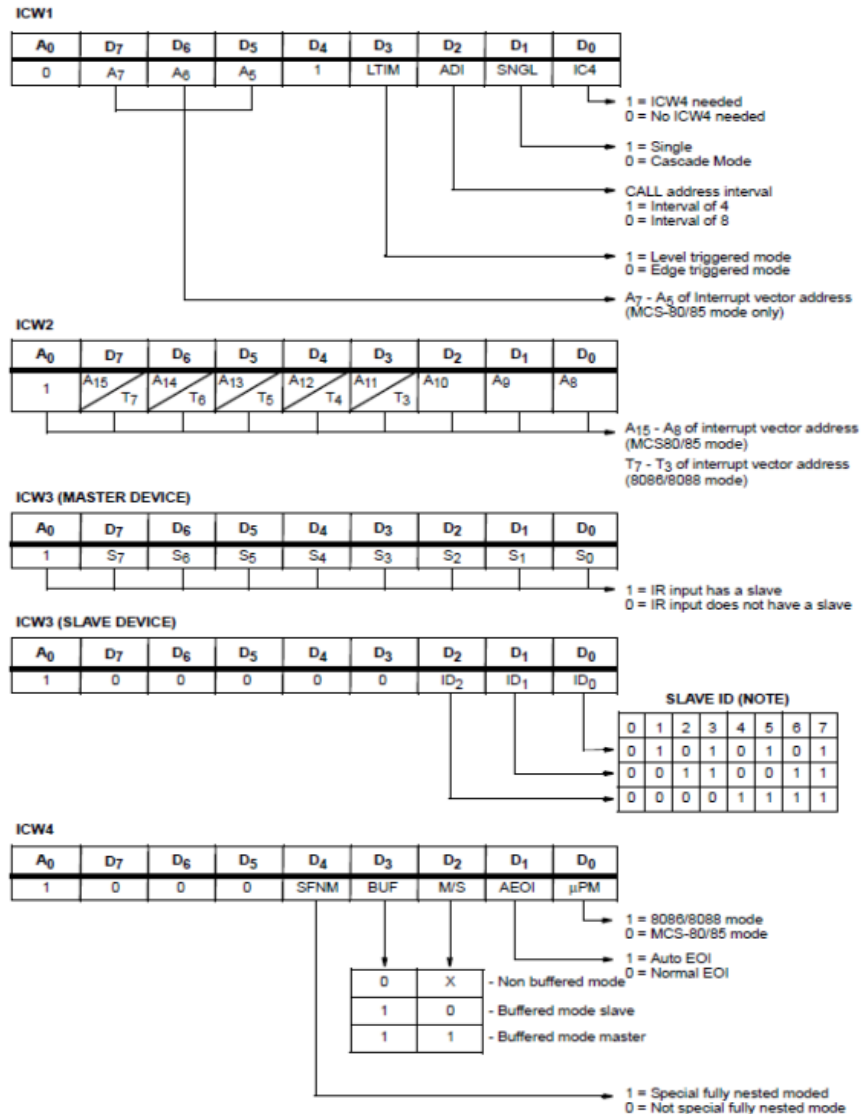 ICW1
A0 D7 D6 D5 D4 D3 D2 D1 D0
0 A7 A6 A5 1 LTIM ADI SNGL IC4
1 = ICW4 needed
0 = No ICW4 needed
1 = Single
0 = Cascade Mode
CALL address interval
1 = Interval of 4
0 = Interval of 8
1 = Level triggered mode
0 = Edge triggered mode
A7 - A5 of Interrupt vector address
(MCS-80/85 mode only)
ICW2
A0 D7 D6 D5 D4 D3 D2 D1 D0
1 A15 T7 A14 T6 A13 T5 A12 T4 A11 T3 A10 A9 A8
A15 - A8 of interrupt vector address
(MCS80/85 mode)
T7 - T3 of interrupt vector address
(8086/8088 mode)
ICW3 (MASTER DEVICE)
A0 D7 D6 D5 D4 D3 D2 D1 D0
1 S7 S6 S5 S4 S3 S2 S1 S0
1 = IR input has a slave
0 = IR input does not have a slave
ICW3 (SLAVE DEVICE)
A0 D7 D6 D5 D4 D3 D2 D1 D0
1 0 0 0 0 0 ID2 ID1 ID0
SLAVE ID (NOTE)
0 1 2 3 4 5 6 7
0 1 0 1 0 1 0 1
0 0 1 1 0 0 1 1
0 0 0 0 1 1 1 1
ICW4
A0 D7 D6 D5 D4 D3 D2 D1 D0
1 0 0 0 SFNM BUF M/S AEOI µPM
1 = 8086/8088 mode
0 = MCS-80/85 mode
1 = Auto EOI
0 = Normal EOI
0 X - Non buffered mode
1 0 - Buffered mode slave
1 1 - Buffered mode master
1 = Special fully nested moded
0 = Not special fully nested mode